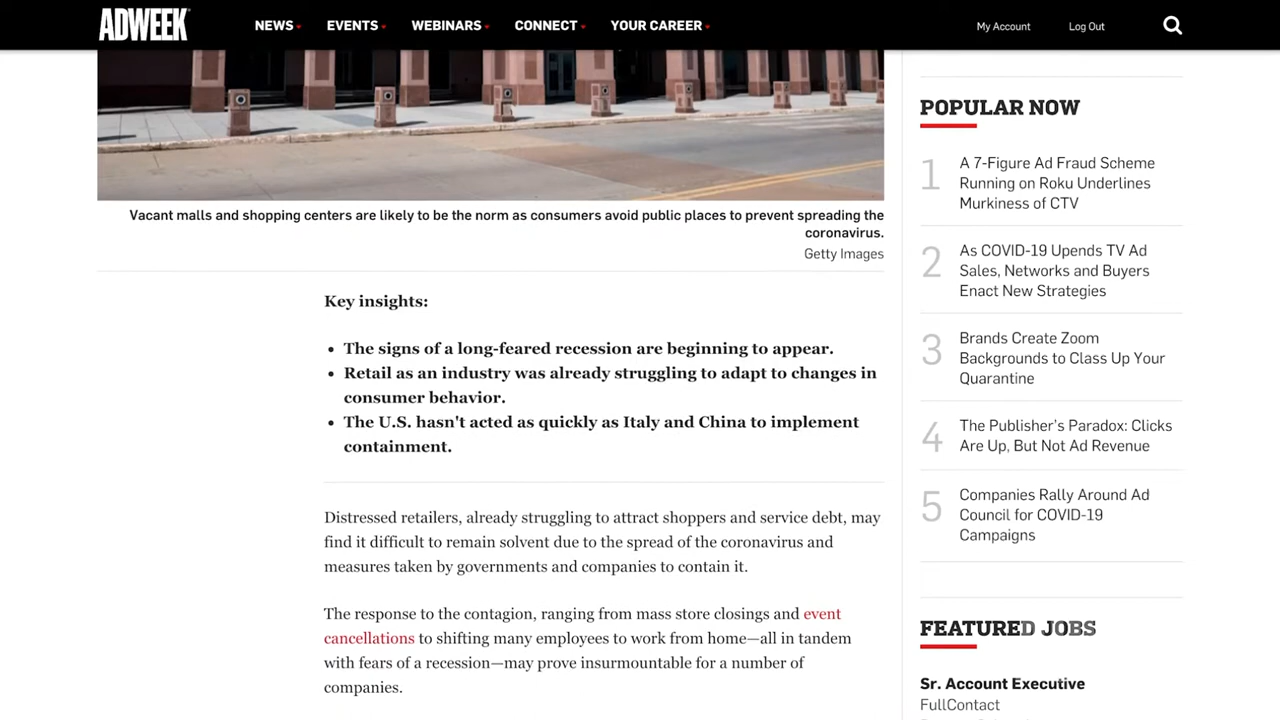 ADWEEK
NEWS
EVENTS
WEBINARS
CONNECT
YOUR CAREER
My Account
Log Out
Vacant malls and shopping centers are likely to be the norm as consumers avoid public places to prevent spreading the
coronavirus.
Getty Images
Key insights:
• The signs of a long-feared recession are beginning to appear.
• Retail as an industry was already struggling to adapt to changes in
consumer behavior.
• The U.S. hasn't acted as quickly as Italy and China to implement
containment.
Distressed retailers, already struggling to attract shoppers and service debt, may
find it difficult to remain solvent due to the spread of the coronavirus and
measures taken by governments and companies to contain it.
The response to the contagion, ranging from mass store closings and event
cancellations to shifting many employees to work from home—all in tandem
with fears of a recession—may prove insurmountable for a number of
companies.
POPULAR NOW
1
A 7-Figure Ad Fraud Scheme
Running on Roku Underlines
Murkiness of CTV
2
As COVID-19 Upends TV Ad
Sales, Networks and Buyers
Enact New Strategies
3
Brands Create Zoom
Backgrounds to Class Up Your
Quarantine
4
The Publisher's Paradox: Clicks
Are Up, But Not Ad Revenue
5
Companies Rally Around Ad
Council for COVID-19
Campaigns
FEATURED JOBS
Sr. Account Executive
FullContact